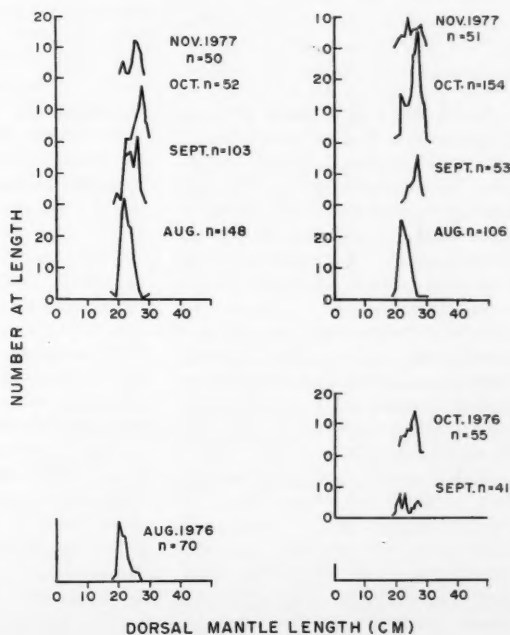 20
10
0
NOV. 1977
n=50
10
0
OCT. n=52
10
0
SEPT. n=103
20
10
0
AUG. n=148
0 10 20 30 40
10
0
NOV. 1977
n=51
20
10
0
OCT. n=154
10
0
SEPT. n=53
20
10
0
AUG. n=106
0 10 20 30 40
NUMBER AT LENGTH
20
10
0
OCT. 1976
n=55
10
0
SEPT. n=41
AUG. 1976
n=70
0 10 20 30 40
0 10 20 30 40
DORSAL MANTLE LENGTH (CM)